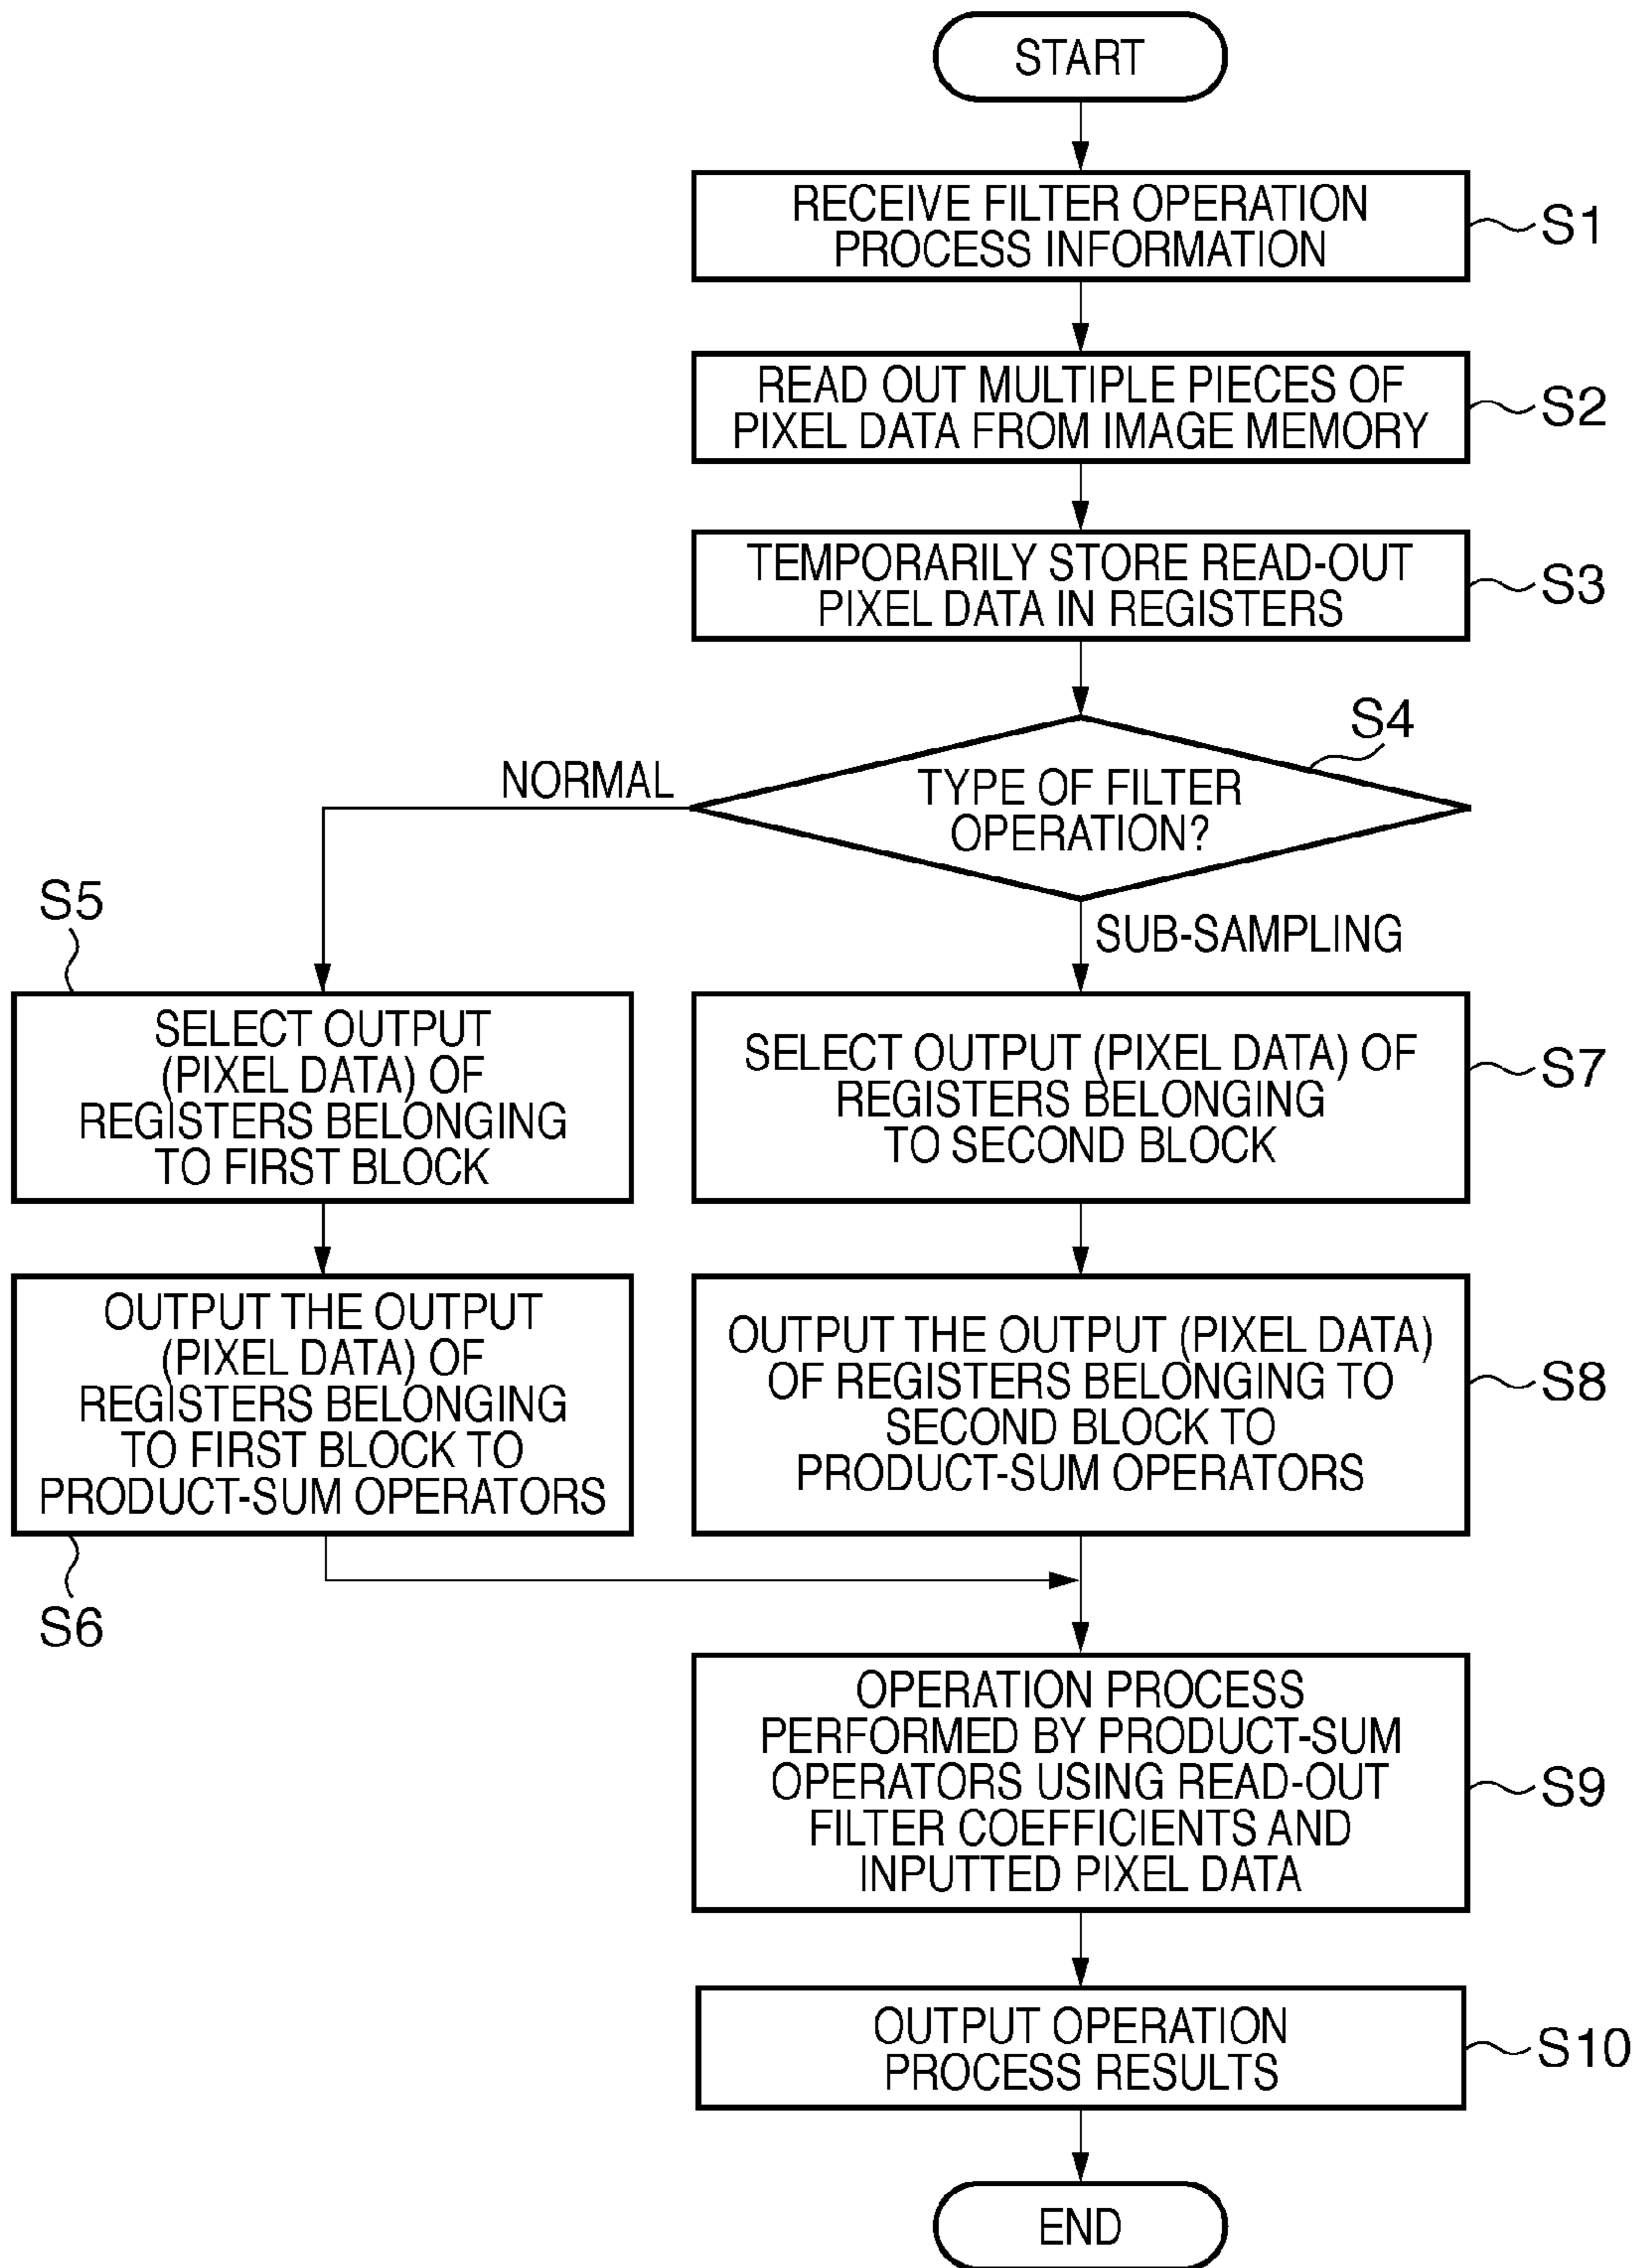 START
RECEIVE FILTER OPERATION
PROCESS INFORMATION
S1
READ OUT MULTIPLE PIECES OF
PIXEL DATA FROM IMAGE MEMORY
S2
TEMPORARILY STORE READ-OUT
PIXEL DATA IN REGISTERS
S3
S4
TYPE OF FILTER
OPERATION?
NORMAL
SUB-SAMPLING
S5
SELECT OUTPUT
(PIXEL DATA) OF
REGISTERS BELONGING
TO FIRST BLOCK
SELECT OUTPUT (PIXEL DATA) OF
REGISTERS BELONGING
TO SECOND BLOCK
S7
OUTPUT THE OUTPUT
(PIXEL DATA) OF
REGISTERS BELONGING
TO FIRST BLOCK TO
PRODUCT-SUM OPERATORS
S6
OUTPUT THE OUTPUT (PIXEL DATA)
OF REGISTERS BELONGING TO
SECOND BLOCK TO
PRODUCT-SUM OPERATORS
S8
OPERATION PROCESS
PERFORMED BY PRODUCT-SUM
OPERATORS USING READ-OUT
FILTER COEFFICIENTS AND
INPUTTED PIXEL DATA
S9
OUTPUT OPERATION
PROCESS RESULTS
S10
END